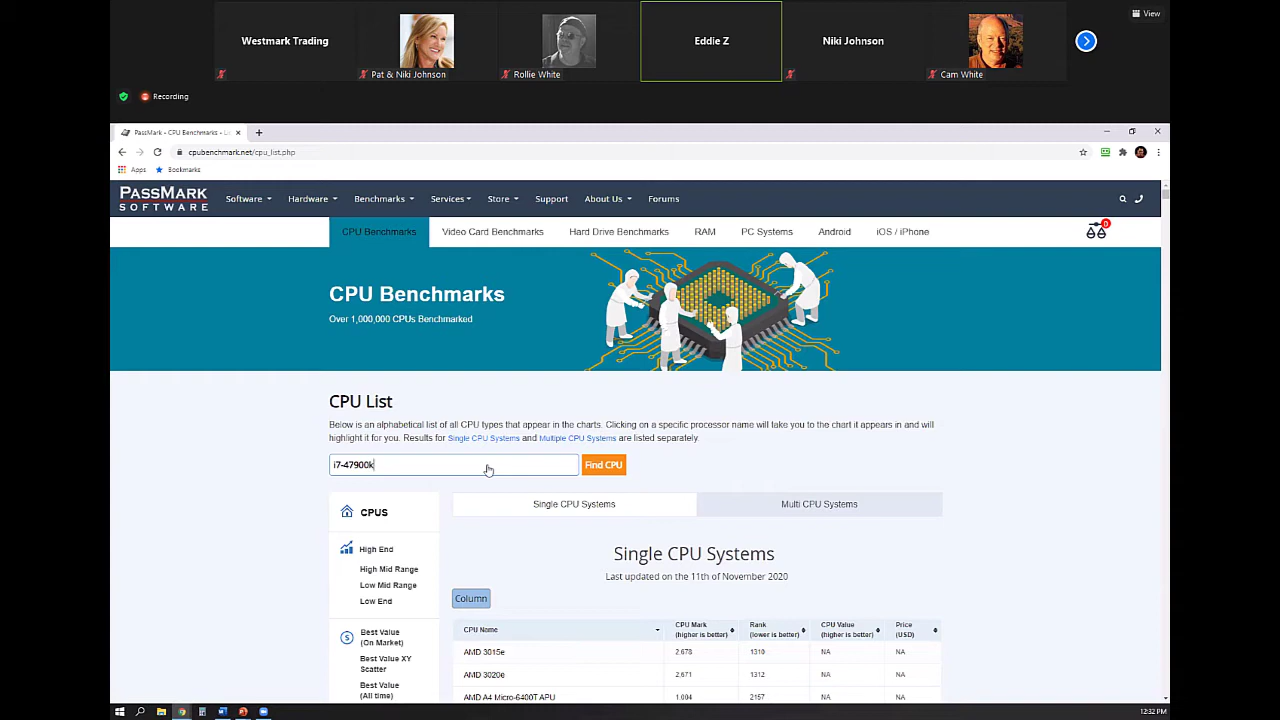 Westmark Trading
Pat & Niki Johnson
Rollie White
Eddie Z
Niki Johnson
Cam White
View
Recording
PassMark - CPU Benchmarks - Li
cpubenchmark.net/cpu_list.php
Apps
Bookmarks
PASSMARK
SOFTWARE
Software
Hardware
Benchmarks
Services
Store
Support
About Us
Forums
CPU Benchmarks
Video Card Benchmarks
Hard Drive Benchmarks
RAM
PC Systems
Android
iOS / iPhone
0
CPU Benchmarks
Over 1,000,000 CPUs Benchmarked
CPU List
Below is an alphabetical list of all CPU types that appear in the charts. Clicking on a specific processor name will take you to the chart it appears in and will
highlight it for you. Results for Single CPU Systems and Multiple CPU Systems are listed separately.
i7-47900k
Find CPU
CPUS
High End
High Mid Range
Low Mid Range
Low End
Best Value
(On Market)
Best Value XY
Scatter
Best Value
(All time)
Single CPU Systems
Multi CPU Systems
Single CPU Systems
Last updated on the 11th of November 2020
Column
CPU Name
CPU Mark
(higher is better)
Rank
(lower is better)
CPU Value
(higher is better)
Price
(USD)
AMD 3015e 2,678 1310 NA NA
AMD 3020e 2,671 1312 NA NA
AMD A4 Micro-6400T APU 1,004 2157 NA NA
12:32 PM